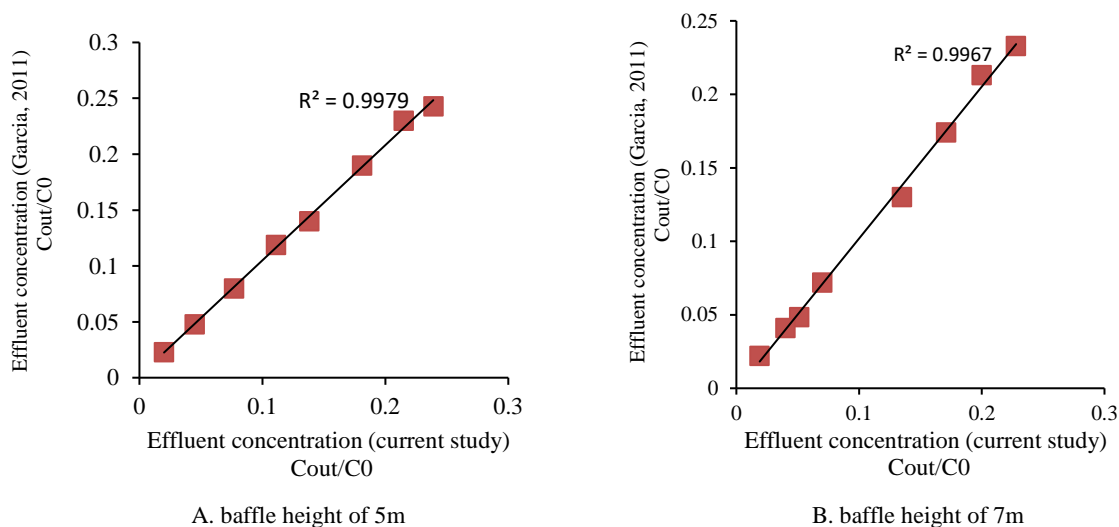 Effluent concentration (Garcia, 2011)
Cout/C0
0.3
0.25
0.2
0.15
0.1
0.05
0
R² = 0.9979
0
0.1
0.2
0.3
Effluent concentration (current study)
Cout/C0
A. baffle height of 5m
Effluent concentration (Garcia, 2011)
Cout/C0
0.25
0.2
0.15
0.1
0.05
0
R² = 0.9967
0
0.1
0.2
0.3
Effluent concentration (current study)
Cout/C0
B. baffle height of 7m